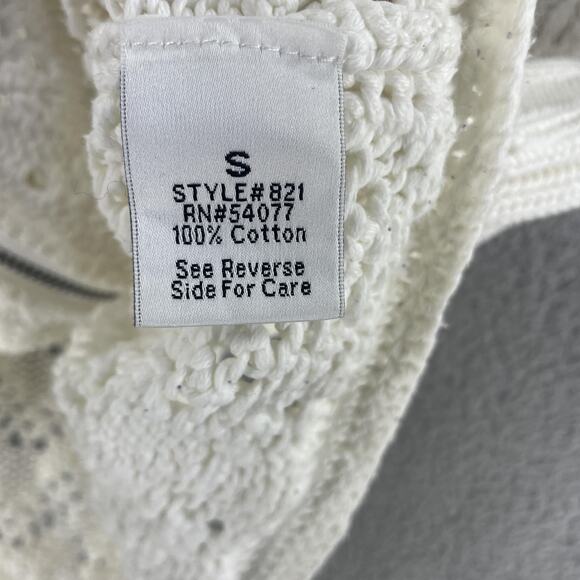 S
STYLE# 821
RN#54077
100% Cotton
See Reverse
Side For Care